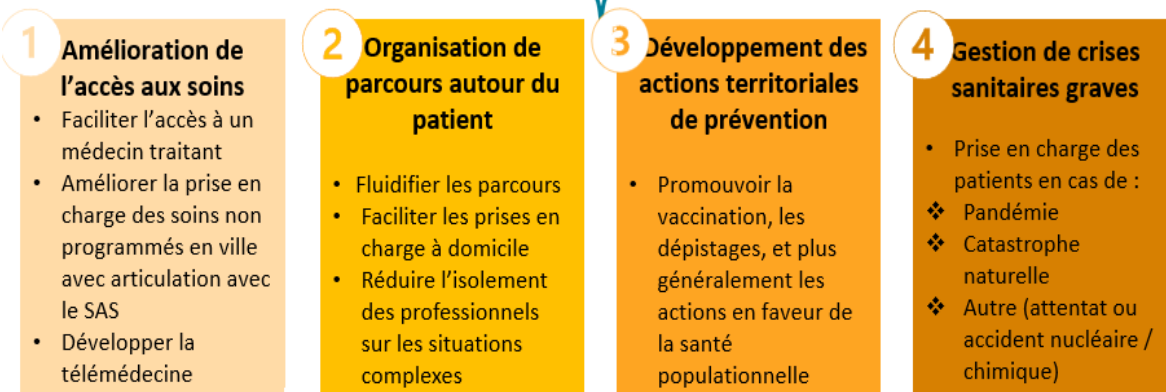 1
Amélioration de
l’accès aux soins
• Faciliter l’accès à un
médecin traitant
• Améliorer la prise en
charge des soins non
programmés en ville
avec articulation avec
le SAS
• Développer la
télémédecine
2
Organisation de
parcours autour du
patient
• Fluidifier les parcours
• Faciliter les prises en
charge à domicile
• Réduire l’isolement
des professionnels
sur les situations
complexes
3
Développement des
actions territoriales
de prévention
• Promouvoir la
vaccination, les
dépistages, et plus
généralement les
actions en faveur de
la santé
populationnelle
4
Gestion de crises
sanitaires graves
• Prise en charge des
patients en cas de :
❖ Pandémie
❖ Catastrophe
naturelle
❖ Autre (attentat ou
accident nucléaire /
chimique)